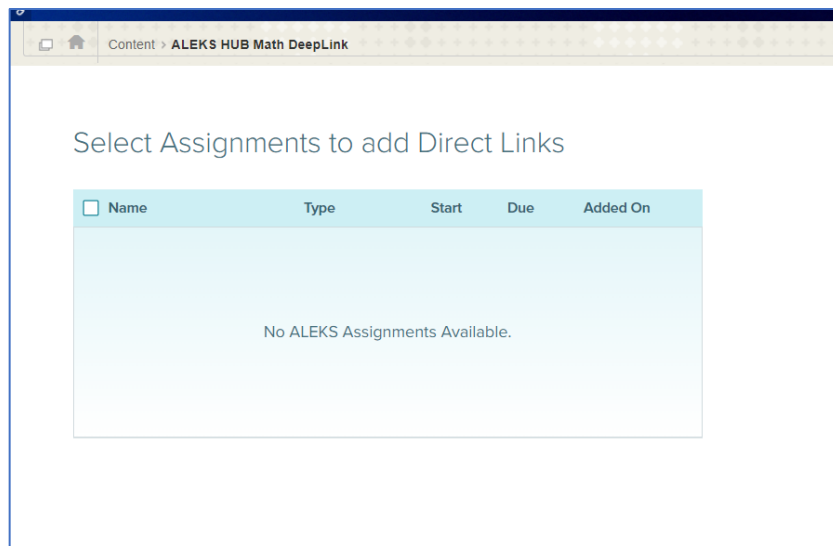 Content > ALEKS HUB Math DeepLink
Select Assignments to add Direct Links
Name Type Start Due Added On
No ALEKS Assignments Available.